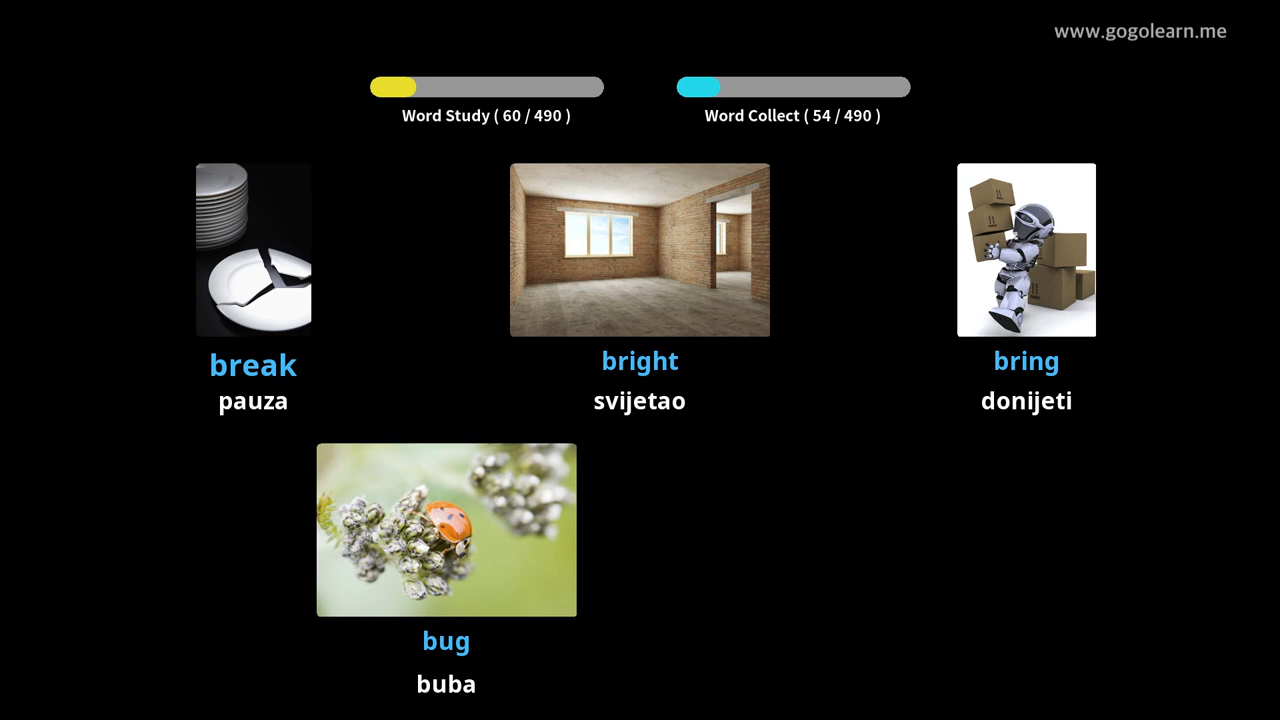 www.gogolearn.me
Word Study ( 60 / 490 )
Word Collect ( 54 / 490 )
break
pauza
bright
svijetao
bring
donijeti
bug
buba